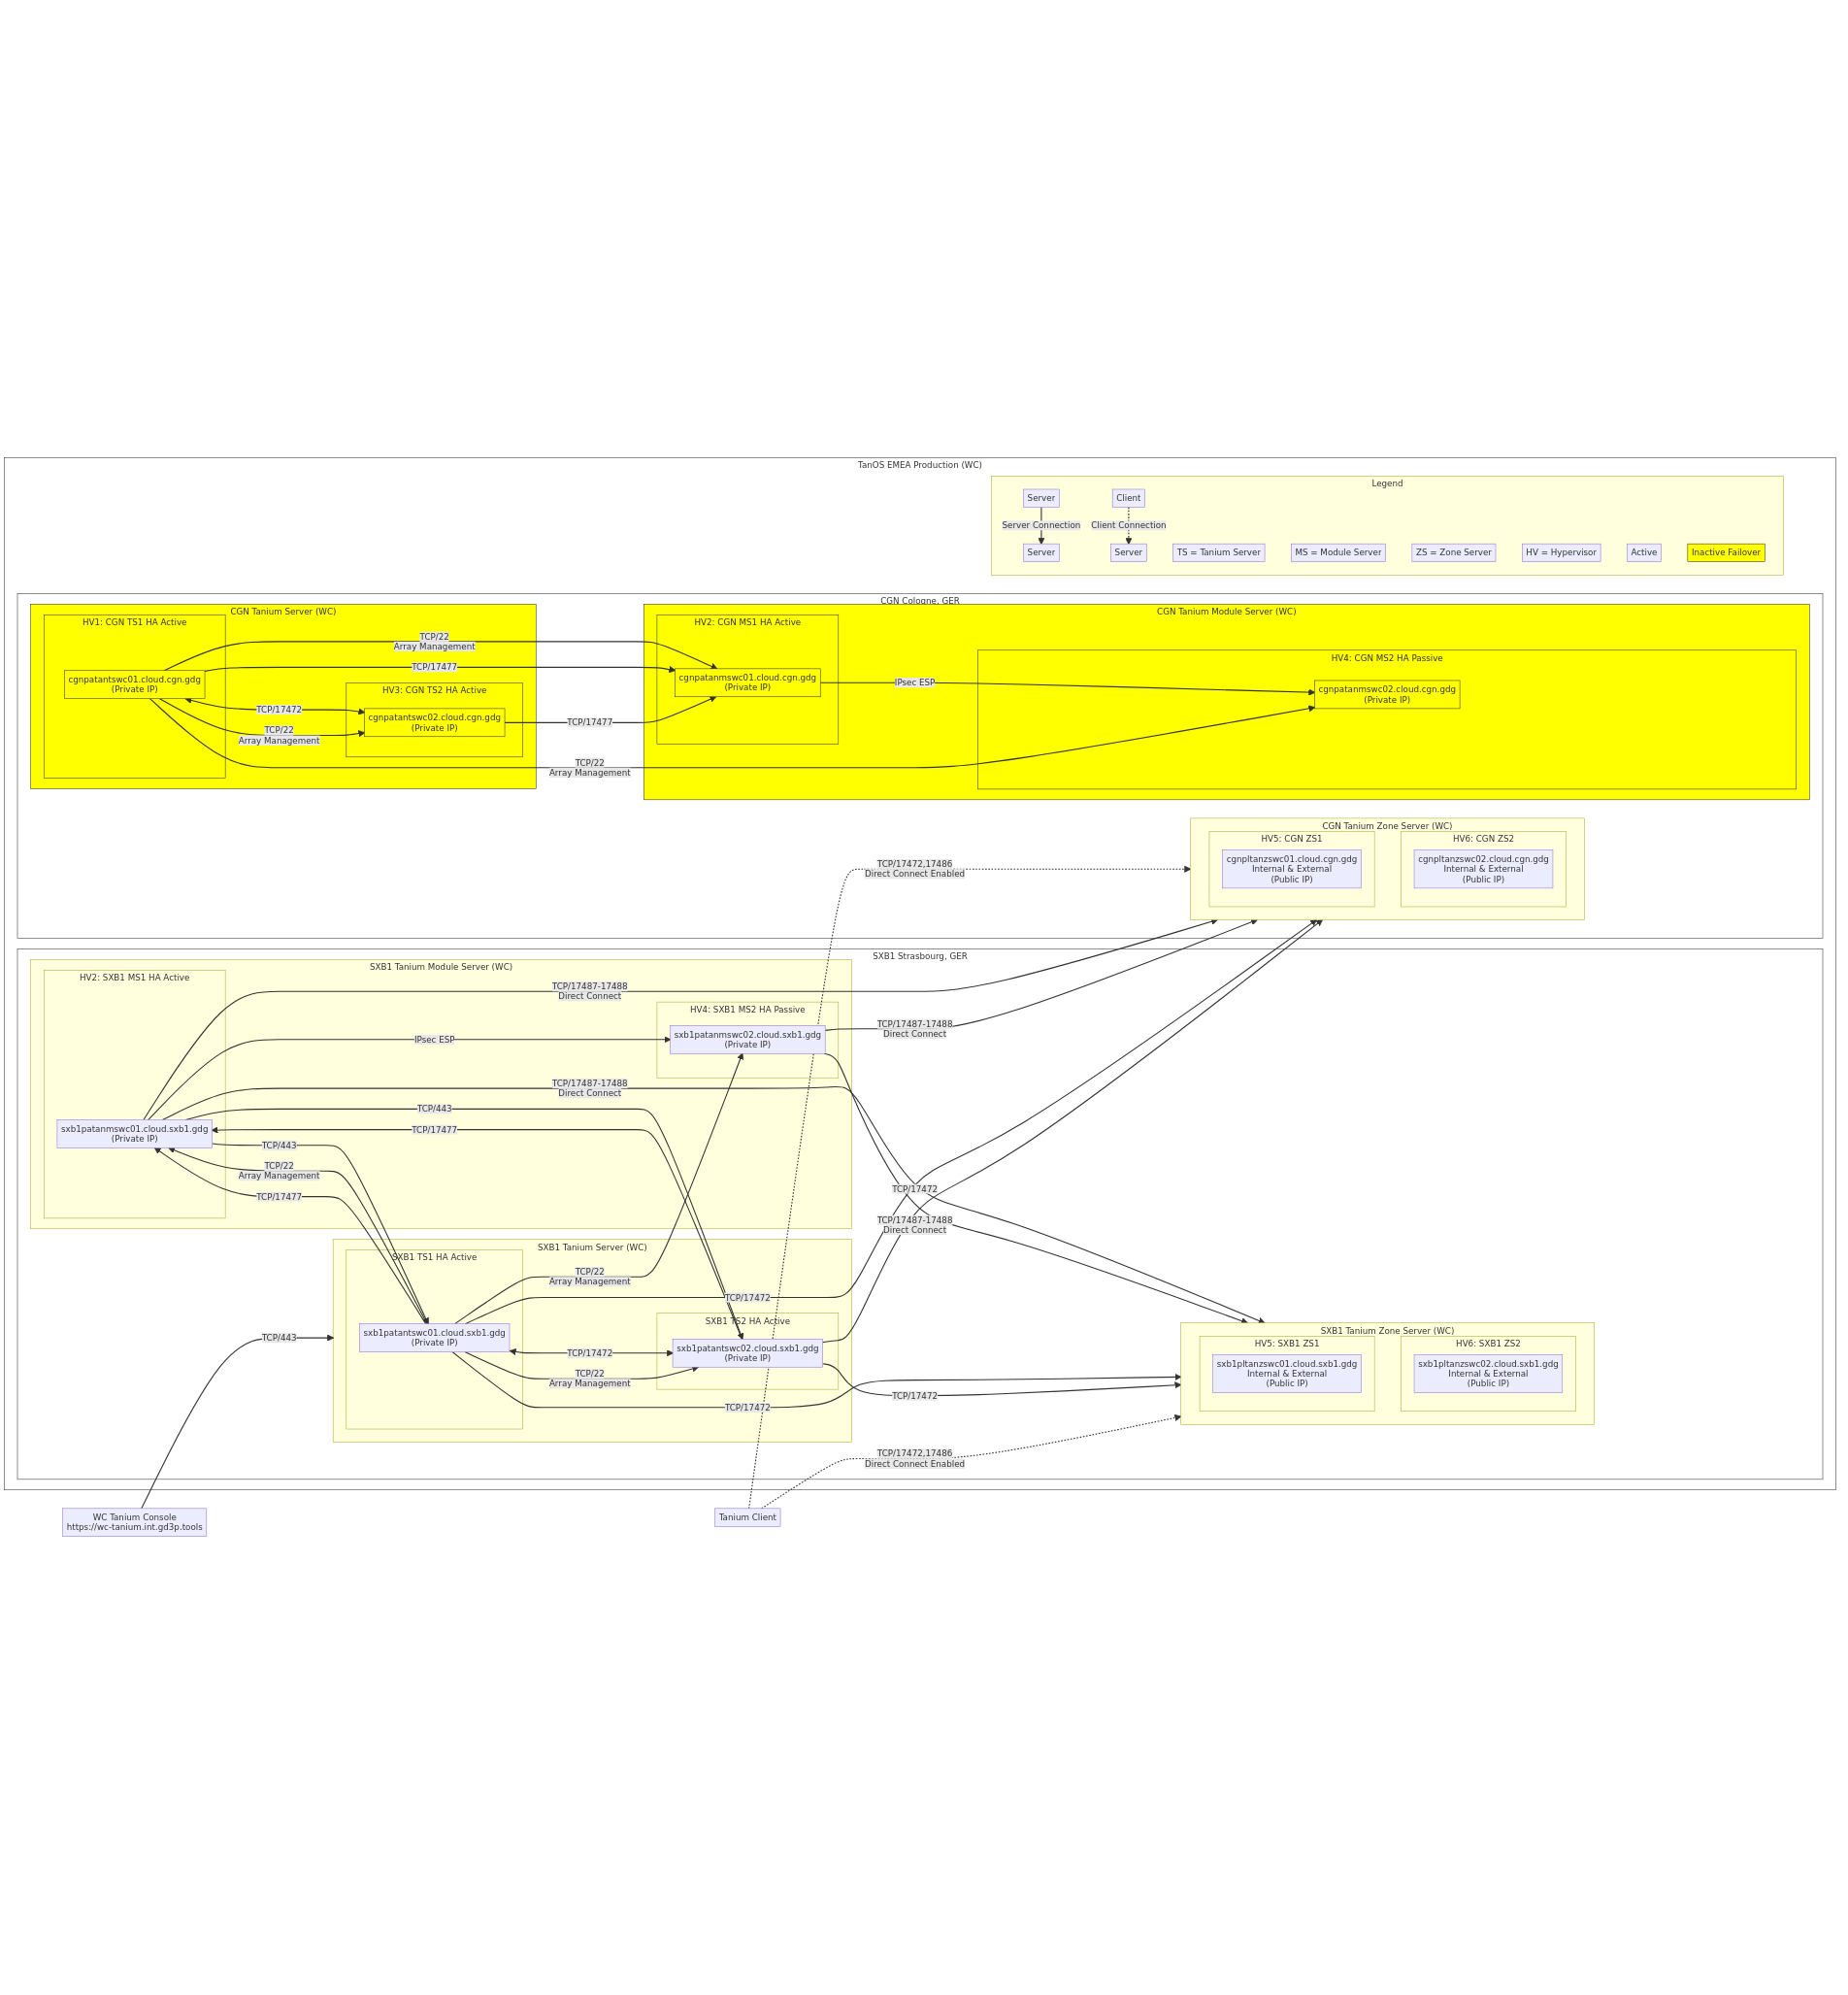 TanOS EMEA Production (WC)
Legend
Server
Client
Server Connection
Client Connection
Server
Server
TS = Tanium Server
MS = Module Server
ZS = Zone Server
HV = Hypervisor
Active
Inactive Failover
CGN Cologne, GER
CGN Tanium Server (WC)
CGN Tanium Module Server (WC)
HV1: CGN TS1 HA Active
HV2: CGN MS1 HA Active
TCP/22
Array Management
HV4: CGN MS2 HA Passive
TCP/17477
cgnpatantswc01.cloud.cgn.gdg
(Private IP)
cgnpatanmswc01.cloud.cgn.gdg
(Private IP)
IPsec ESP
cgnpatanmswc02.cloud.cgn.gdg
(Private IP)
HV3: CGN TS2 HA Active
TCP/17472
cgnpatantswc02.cloud.cgn.gdg
(Private IP)
TCP/17477
TCP/22
Array Management
TCP/22
Array Management
CGN Tanium Zone Server (WC)
HV5: CGN ZS1
HV6: CGN ZS2
cgnpltanzswc01.cloud.cgn.gdg
Internal & External
(Public IP)
cgnpltanzswc02.cloud.cgn.gdg
Internal & External
(Public IP)
TCP/17472,17486
Direct Connect Enabled
SXB1 Strasbourg, GER
SXB1 Tanium Module Server (WC)
HV2: SXB1 MS1 HA Active
TCP/17487-17488
Direct Connect
HV4: SXB1 MS2 HA Passive
TCP/17487-17488
Direct Connect
IPsec ESP
sxb1patanmswc02.cloud.sxb1.gdg
(Private IP)
TCP/17487-17488
Direct Connect
TCP/443
sxb1patanmswc01.cloud.sxb1.gdg
(Private IP)
TCP/17477
TCP/443
TCP/22
Array Management
TCP/17477
TCP/17472
TCP/17487-17488
Direct Connect
SXB1 Tanium Server (WC)
SXB1 TS1 HA Active
TCP/22
Array Management
TCP/17472
SXB1 TS2 HA Active
sxb1patantswc01.cloud.sxb1.gdg
(Private IP)
TCP/443
TCP/17472
sxb1patantswc02.cloud.sxb1.gdg
(Private IP)
TCP/22
Array Management
TCP/17472
TCP/17472
SXB1 Tanium Zone Server (WC)
HV5: SXB1 ZS1
HV6: SXB1 ZS2
sxb1pltanzswc01.cloud.sxb1.gdg
Internal & External
(Public IP)
sxb1pltanzswc02.cloud.sxb1.gdg
Internal & External
(Public IP)
TCP/17472,17486
Direct Connect Enabled
WC Tanium Console
https://wc-tanium.int.gd3p.tools
Tanium Client